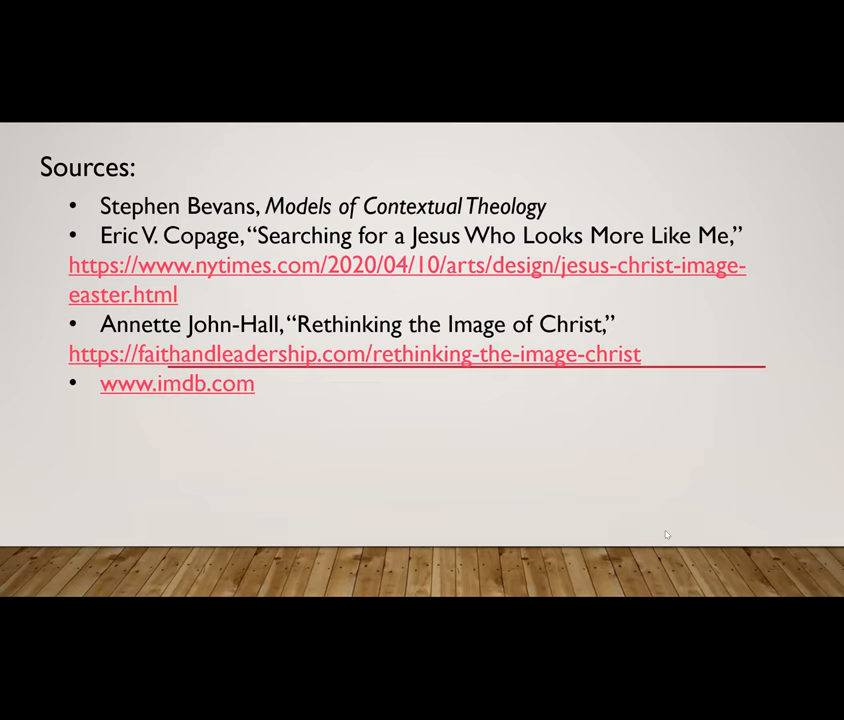 Sources:
• Stephen Bevans, Models of Contextual Theology
• Eric V. Copage, “Searching for a Jesus Who Looks More Like Me,”
https://www.nytimes.com/2020/04/10/arts/design/jesus-christ-image-
easter.html
• Annette John-Hall, “Rethinking the Image of Christ,”
https://faithandleadership.com/rethinking-the-image-christ
• www.imdb.com